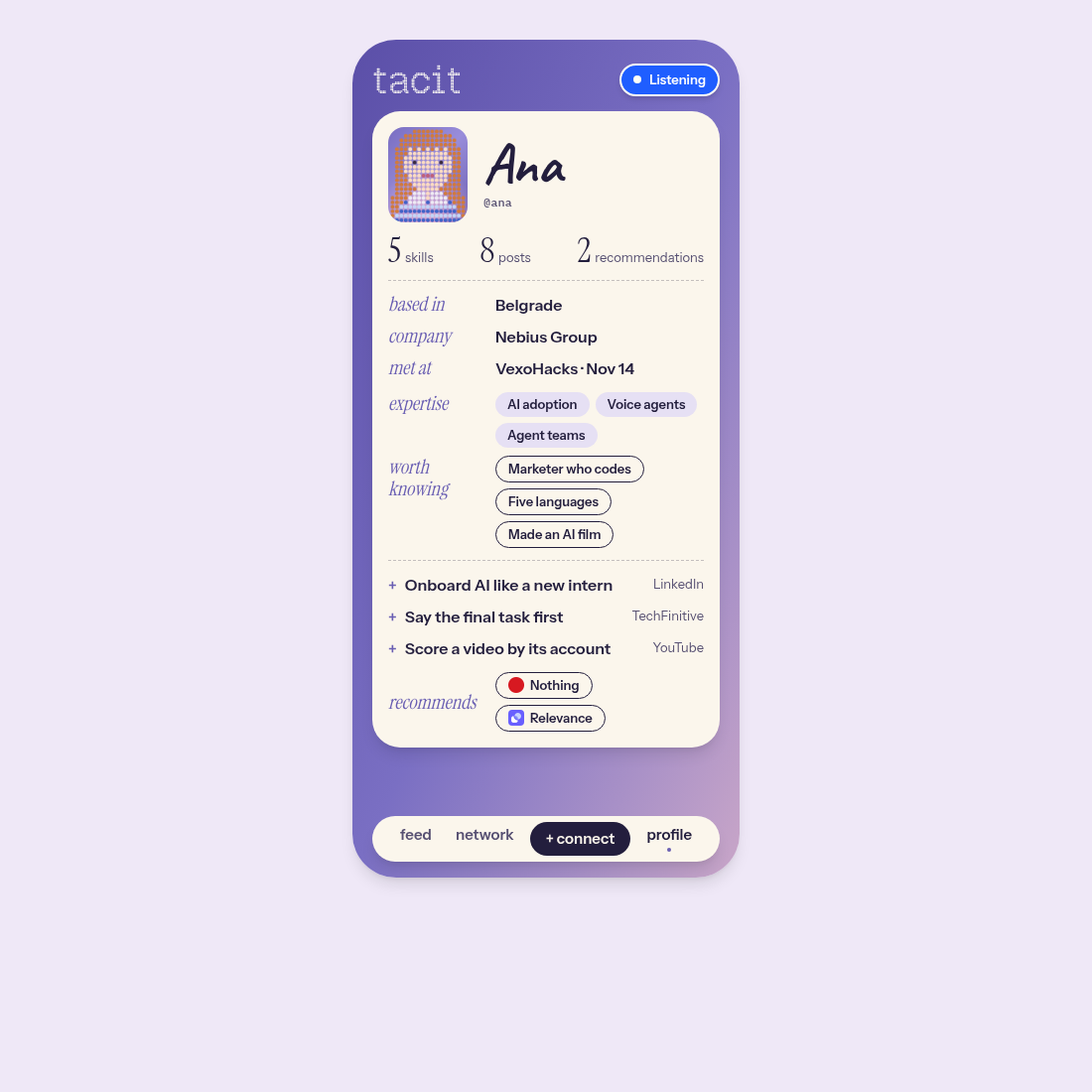 tacit
Listening
Ana
@ana
5 skills 8 posts 2 recommendations
based in Belgrade
company Nebius Group
met at VexoHacks · Nov 14
expertise AI adoption Voice agents
Agent teams
worth knowing Marketer who codes
Five languages
Made an AI film
+ Onboard AI like a new intern LinkedIn
+ Say the final task first TechFinitive
+ Score a video by its account YouTube
recommends Nothing
Relevance
feed network + connect profile